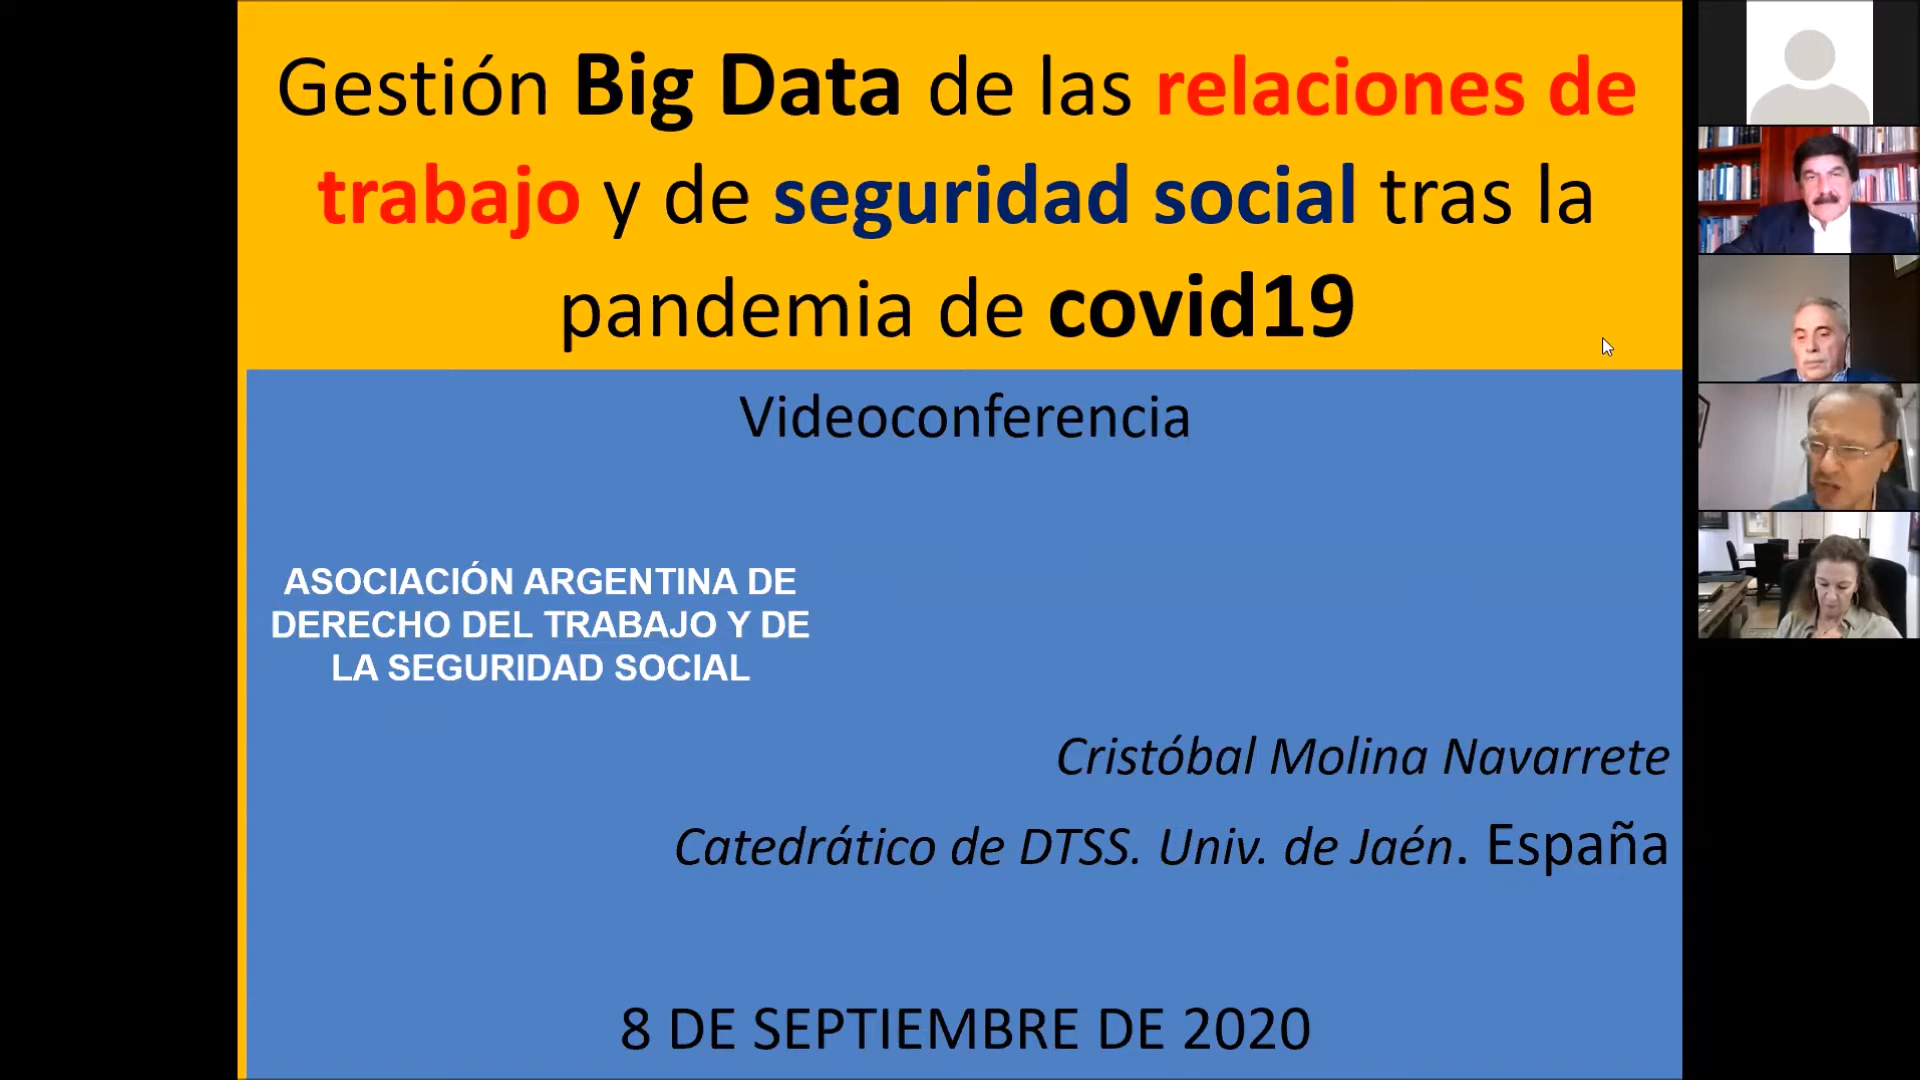 Gestión Big Data de las relaciones de
trabajo y de seguridad social tras la
pandemia de covid19
Videoconferencia
ASOCIACIÓN ARGENTINA DE
DERECHO DEL TRABAJO Y DE
LA SEGURIDAD SOCIAL
Cristóbal Molina Navarrete
Catedrático de DTSS. Univ. de Jaén. España
8 DE SEPTIEMBRE DE 2020